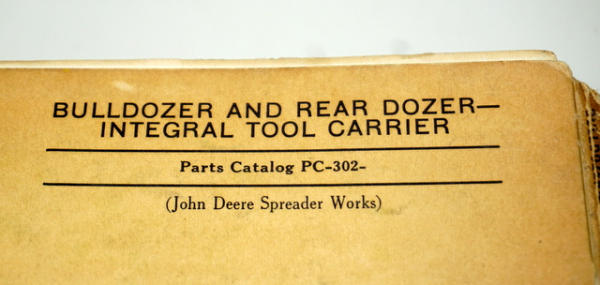 BULLDOZER AND REAR DOZER—
INTEGRAL TOOL CARRIER
Parts Catalog PC-302-
(John Deere Spreader Works)